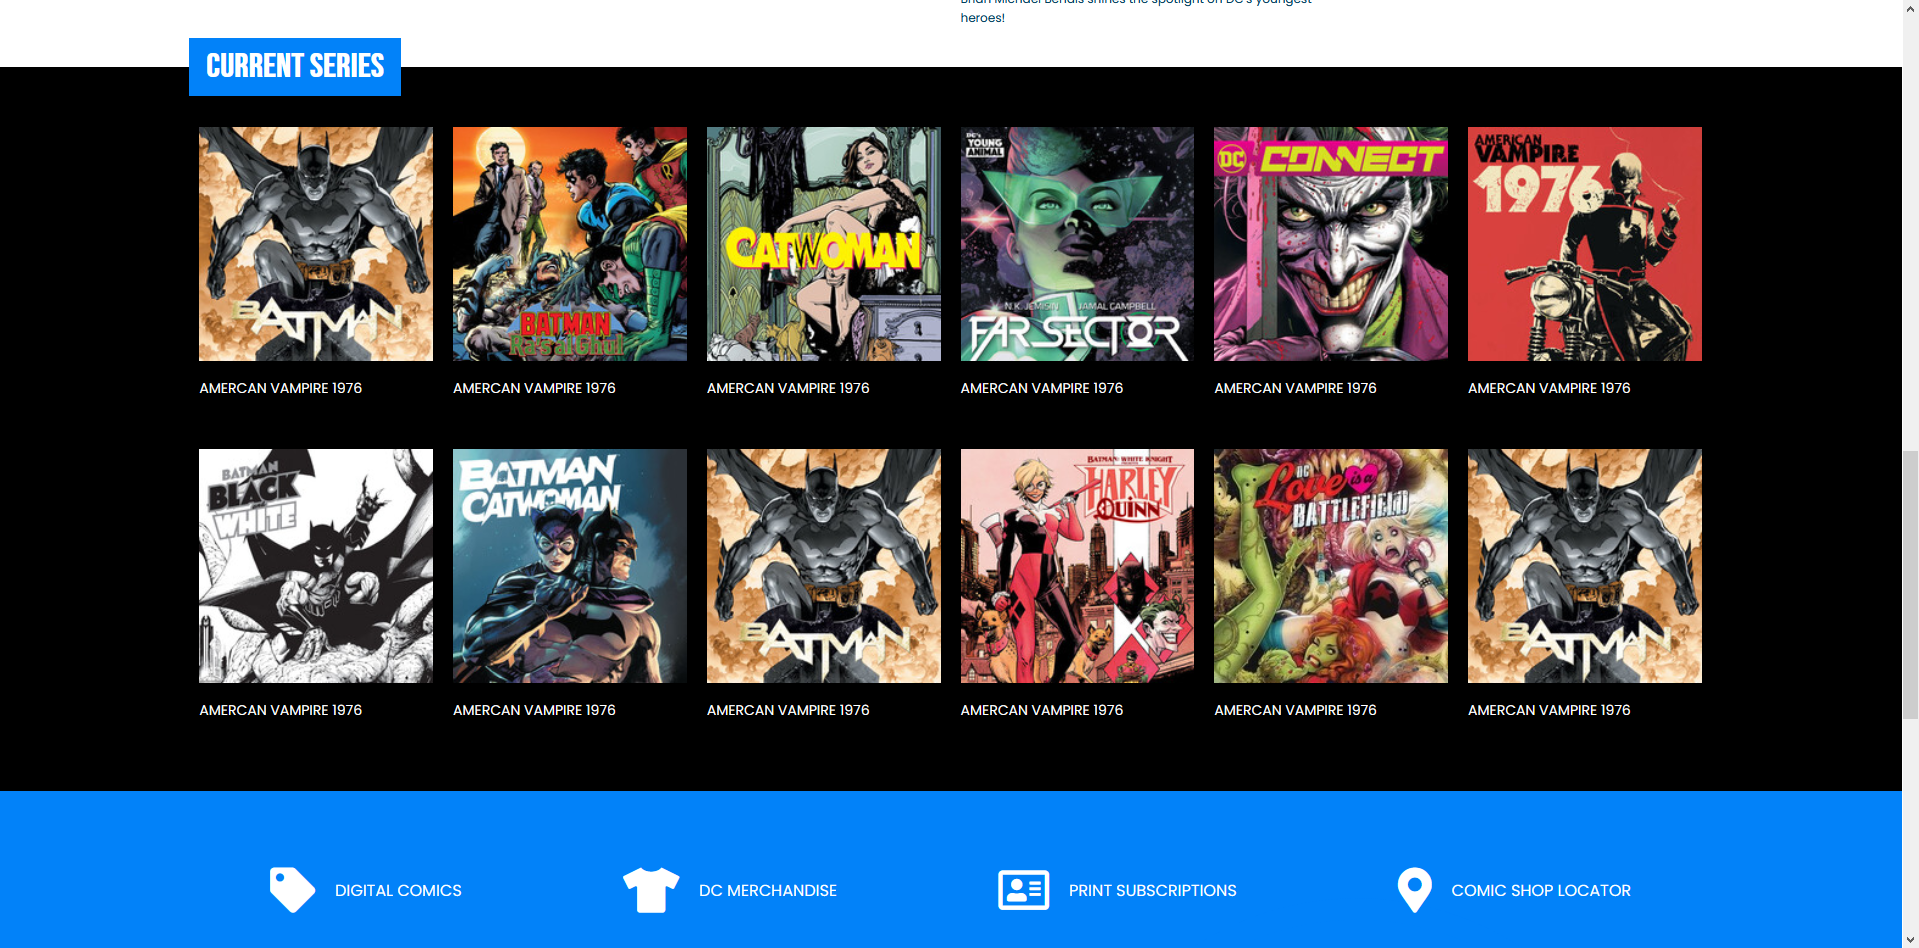 Brian Michael Bendis shines the spotlight on DC's youngest
heroes!
CURRENT SERIES
BATMAN
BATMAN
Ra's al Ghul
CATWOMAN
DC's
YOUNG
ANIMAL
N.K. JEMISIN JAMAL CAMPBELL
FAR SECTOR
DC CONNECT
AMERICAN
VAMPIRE
1976
AMERCAN VAMPIRE 1976
AMERCAN VAMPIRE 1976
AMERCAN VAMPIRE 1976
AMERCAN VAMPIRE 1976
AMERCAN VAMPIRE 1976
AMERCAN VAMPIRE 1976
BATMAN
BLACK
WHITE
BATMAN
CATWOMAN
BATMAN
BATMAN: WHITE KNIGHT
HARLEY
QUINN
DC
Love is a
BATTLEFIELD
BATMAN
AMERCAN VAMPIRE 1976
AMERCAN VAMPIRE 1976
AMERCAN VAMPIRE 1976
AMERCAN VAMPIRE 1976
AMERCAN VAMPIRE 1976
AMERCAN VAMPIRE 1976
DIGITAL COMICS
DC MERCHANDISE
PRINT SUBSCRIPTIONS
COMIC SHOP LOCATOR